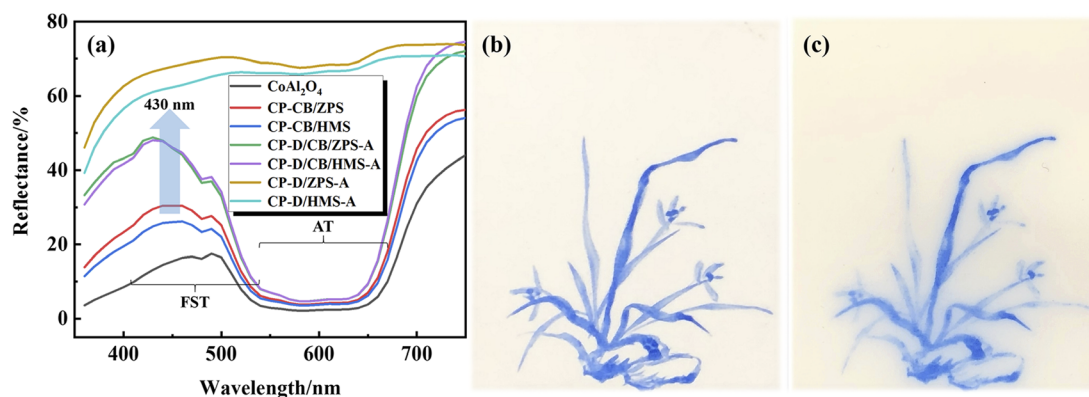 (a)
80
60
40
20
0
Reflectance/%
400
500
600
700
Wavelength/nm
430 nm
CoAl₂O₄
CP-CB/ZPS
CP-CB/HMS
CP-D/CB/ZPS-A
CP-D/CB/HMS-A
CP-D/ZPS-A
CP-D/HMS-A
AT
FST
(b)
(c)